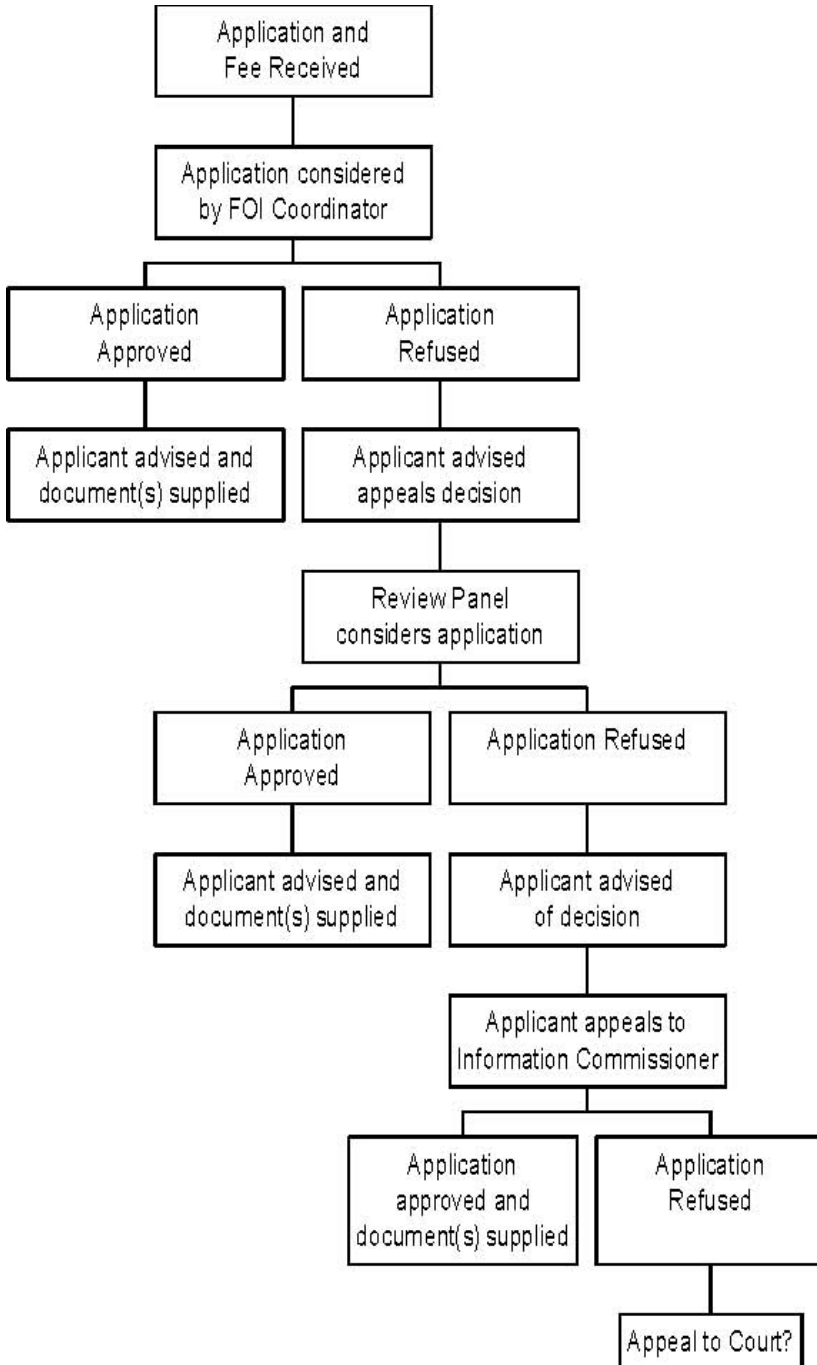 Application and
Fee Received
Application considered
by FOI Coordinator
Application
Approved
Application
Refused
Applicant advised and
document(s) supplied
Applicant advised
appeals decision
Review Panel
considers application
Application
Approved
Application Refused
Applicant advised and
document(s) supplied
Applicant advised
of decision
Applicant appeals to
Information Commissioner
Application
approved and
document(s) supplied
Application
Refused
Appeal to Court?